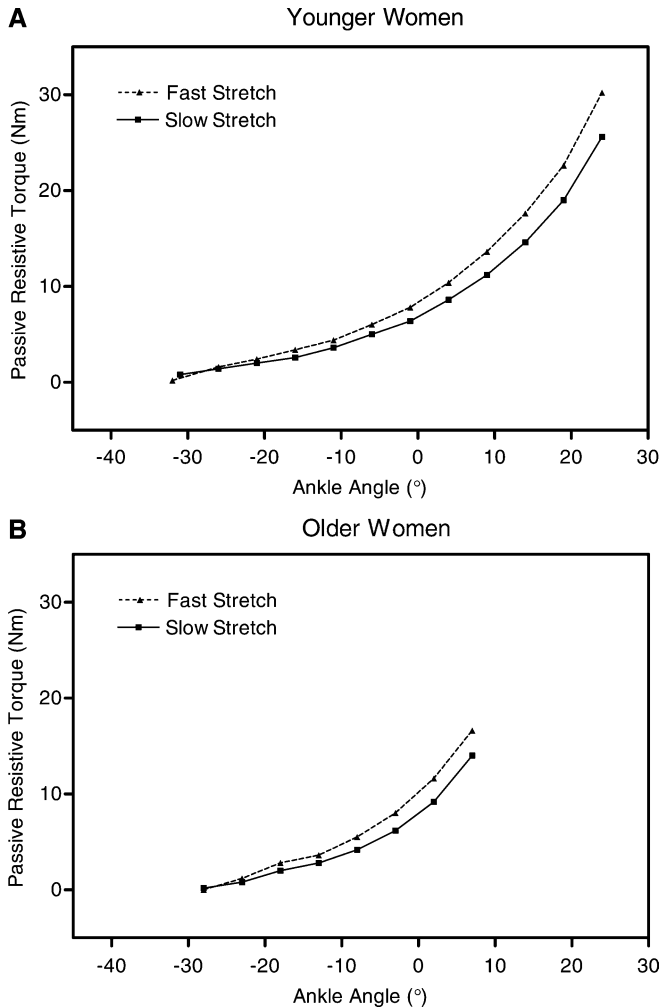 A
Younger Women
Fast Stretch
Slow Stretch
Passive Resistive Torque (Nm)
30
20
10
0
-40 -30 -20 -10 0 10 20 30
Ankle Angle (°)
B
Older Women
Fast Stretch
Slow Stretch
Passive Resistive Torque (Nm)
30
20
10
0
-40 -30 -20 -10 0 10 20 30
Ankle Angle (°)